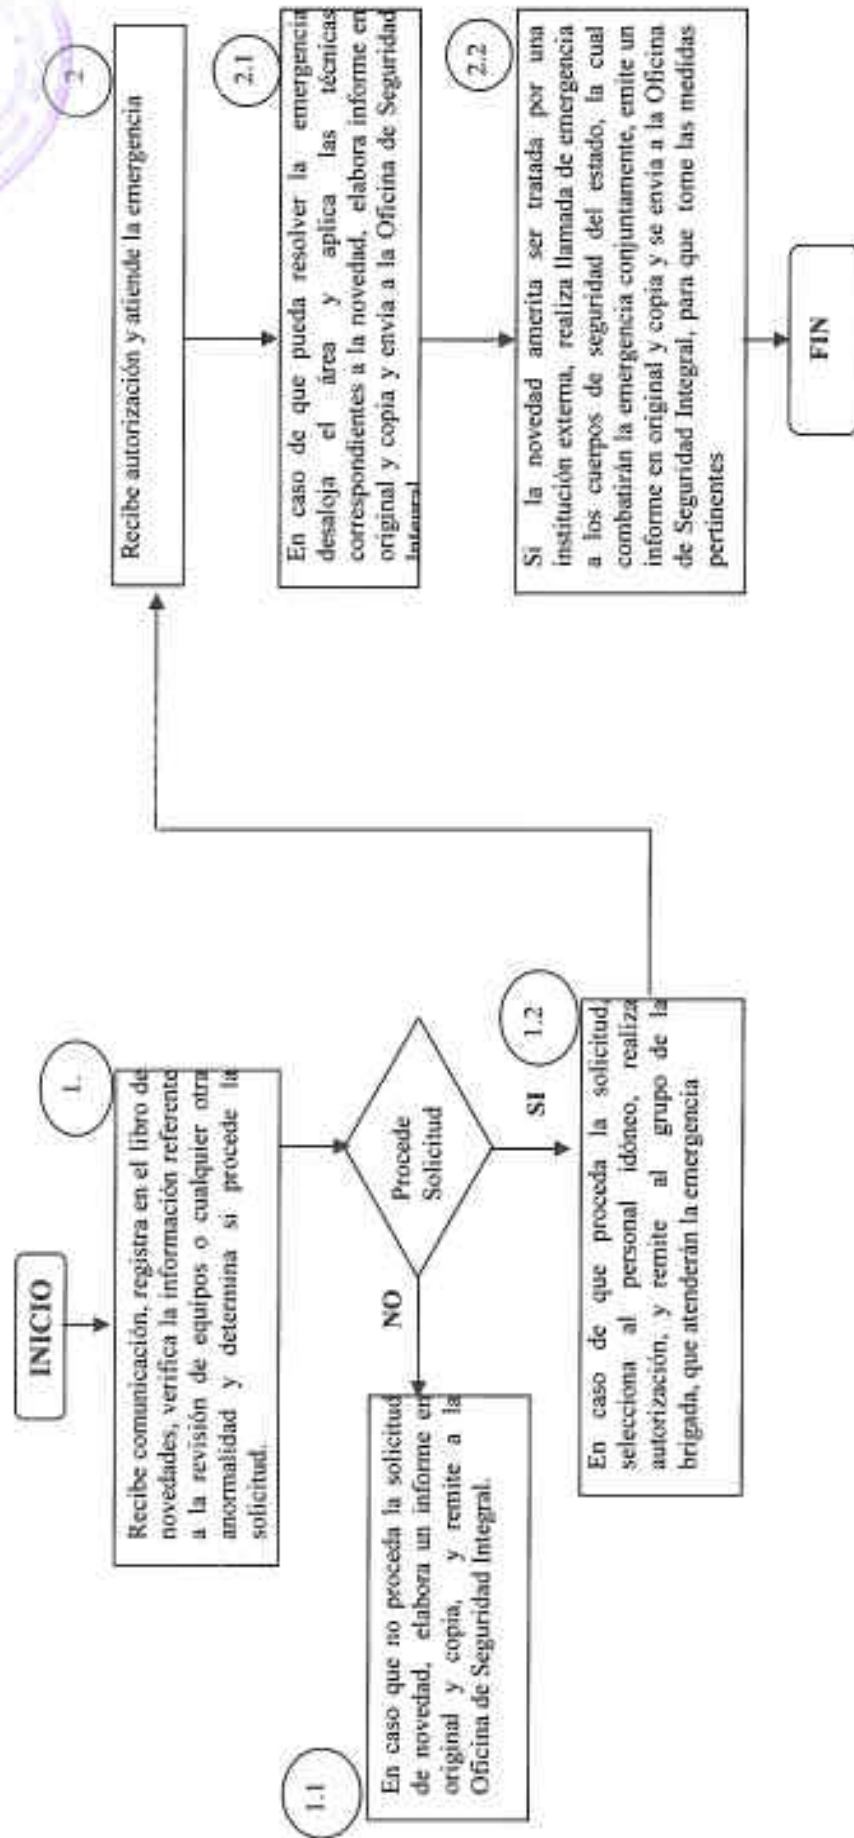 INICIO
1.
Recibe comunicación, registra en el libro de
novedades, verifica la información referente
a la revisión de equipos o cualquier otra
anormalidad y determina si procede la
solicitud.
Procede
Solicitud
NO
SI
1.1
En caso que no proceda la solicitud
de novedad, elabora un informe en
original y copia, y remite a la
Oficina de Seguridad Integral.
1.2
En caso de que proceda la solicitud,
selecciona al personal idóneo, realiza
autorización, y remite al grupo de la
brigada, que atenderán la emergencia
2
Recibe autorización y atiende la emergencia
2.1
En caso de que pueda resolver la emergencia
desaloja el área y aplica las técnicas
correspondientes a la novedad, elabora informe en
original y copia y envia a la Oficina de Seguridad
Integral
2.2
Si la novedad amerita ser tratada por una
institución externa, realiza llamada de emergencia
a los cuerpos de seguridad del estado, la cual
combatirán la emergencia conjuntamente, emite un
informe en original y copia y se envia a la Oficina
de Seguridad Integral, para que tome las medidas
pertinentes
FIN